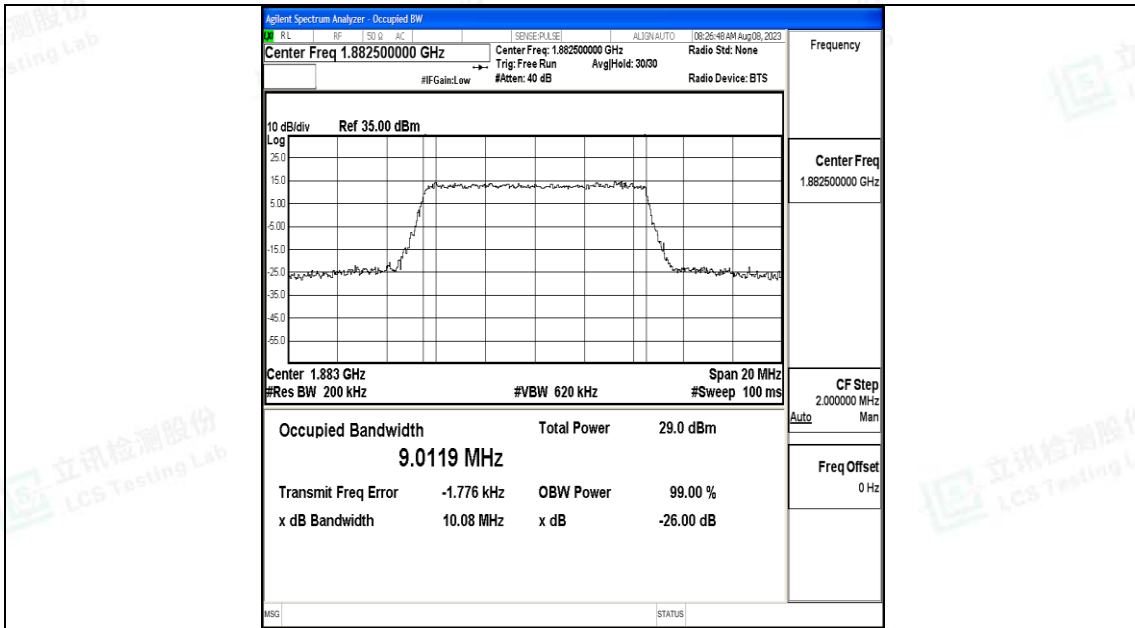 Agilent Spectrum Analyzer - Occupied BW
RL RF 50 Ω AC SENSE:PULSE ALIGN AUTO 08:26:48 AM Aug 08, 2023
Center Freq 1.882500000 GHz
Center Freq: 1.882500000 GHz Radio Std: None
Trig: Free Run Avg|Hold: 30/30
#IFGain:Low #Atten: 40 dB Radio Device: BTS
10 dB/div Ref 35.00 dBm
Log
25.0
15.0
5.00
-5.00
-15.0
-25.0
-35.0
-45.0
-55.0
Center 1.883 GHz Span 20 MHz
#Res BW 200 kHz #VBW 620 kHz #Sweep 100 ms
Occupied Bandwidth Total Power 29.0 dBm
9.0119 MHz
Transmit Freq Error -1.776 kHz OBW Power 99.00 %
x dB Bandwidth 10.08 MHz x dB -26.00 dB
MSG STATUS
Frequency
Center Freq
1.882500000 GHz
CF Step
2.000000 MHz
Auto Man
Freq Offset
0 Hz
立讯检测股份
LCS Testing Lab
立讯检测股份
LCS Testing L